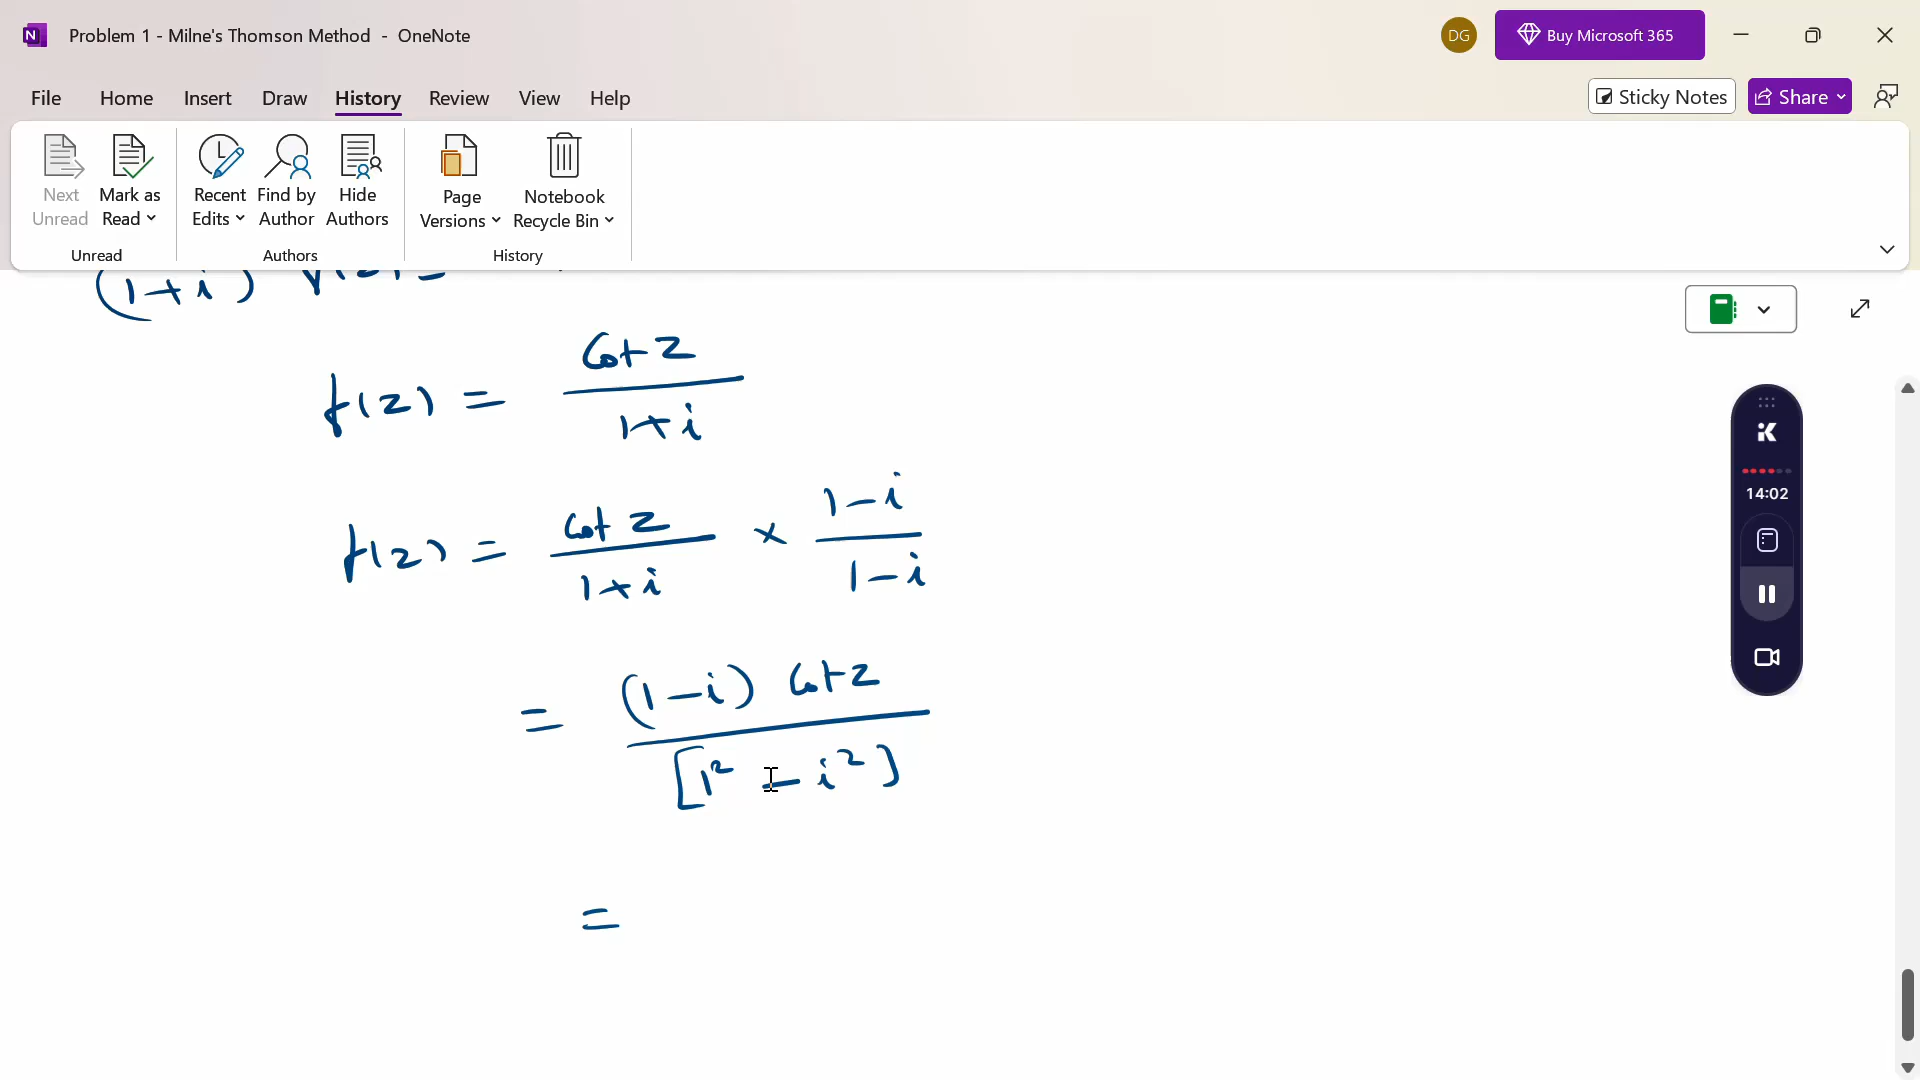 Problem 1 - Milne's Thomson Method - OneNote
DG
Buy Microsoft 365
File Home Insert Draw History Review View Help
Sticky Notes
Share
Next Unread
Mark as Read
Recent Edits
Find by Author
Hide Authors
Page Versions
Notebook Recycle Bin
Unread
Authors
History
(1+i) f(z) =
f(z) = cot z / 1+i
f(z) = cot z / 1+i × 1-i / 1-i
= (1-i) cot z / [1² - i²]
=
14:02